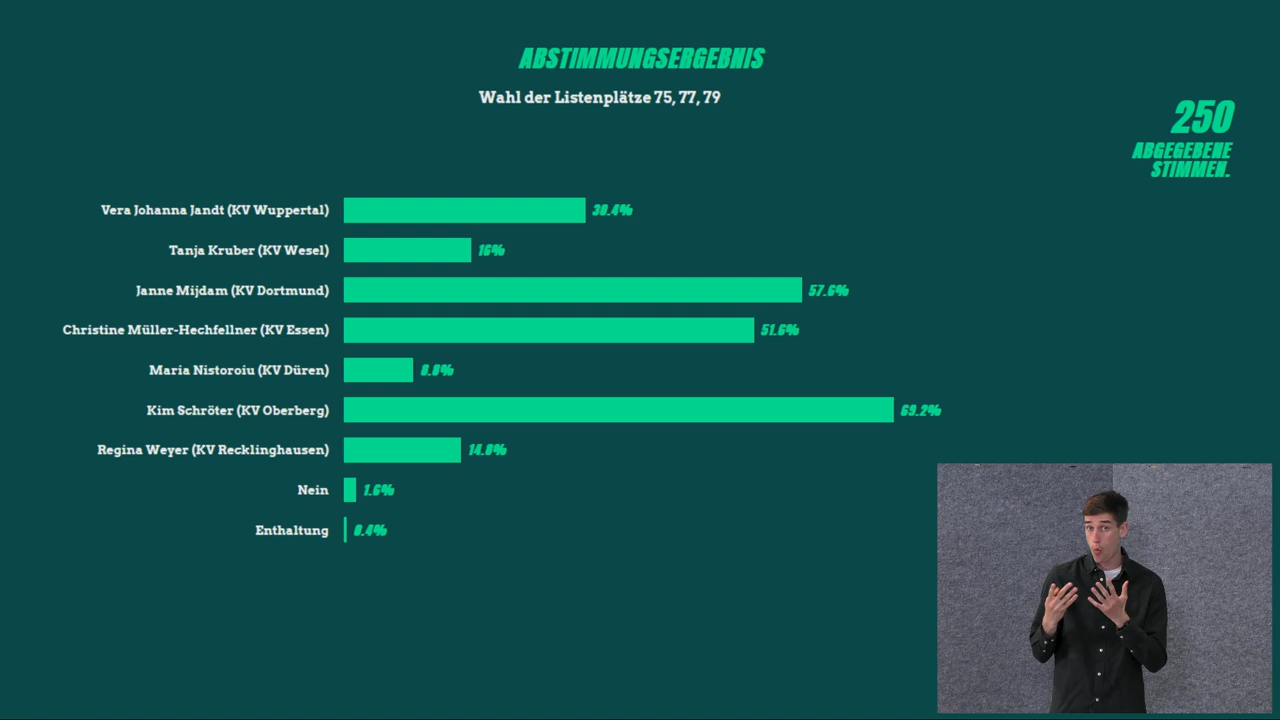 ABSTIMMUNGSERGEBNIS
Wahl der Listenplätze 75, 77, 79
250
ABGEGEBENE
STIMMEN.
Vera Johanna Jandt (KV Wuppertal) 30.4%
Tanja Kruber (KV Wesel) 16%
Janne Mijdam (KV Dortmund) 57.6%
Christine Müller-Hechfellner (KV Essen) 51.6%
Maria Nistoroiu (KV Düren) 8.8%
Kim Schröter (KV Oberberg) 69.2%
Regina Weyer (KV Recklinghausen) 14.8%
Nein 1.6%
Enthaltung 0.4%